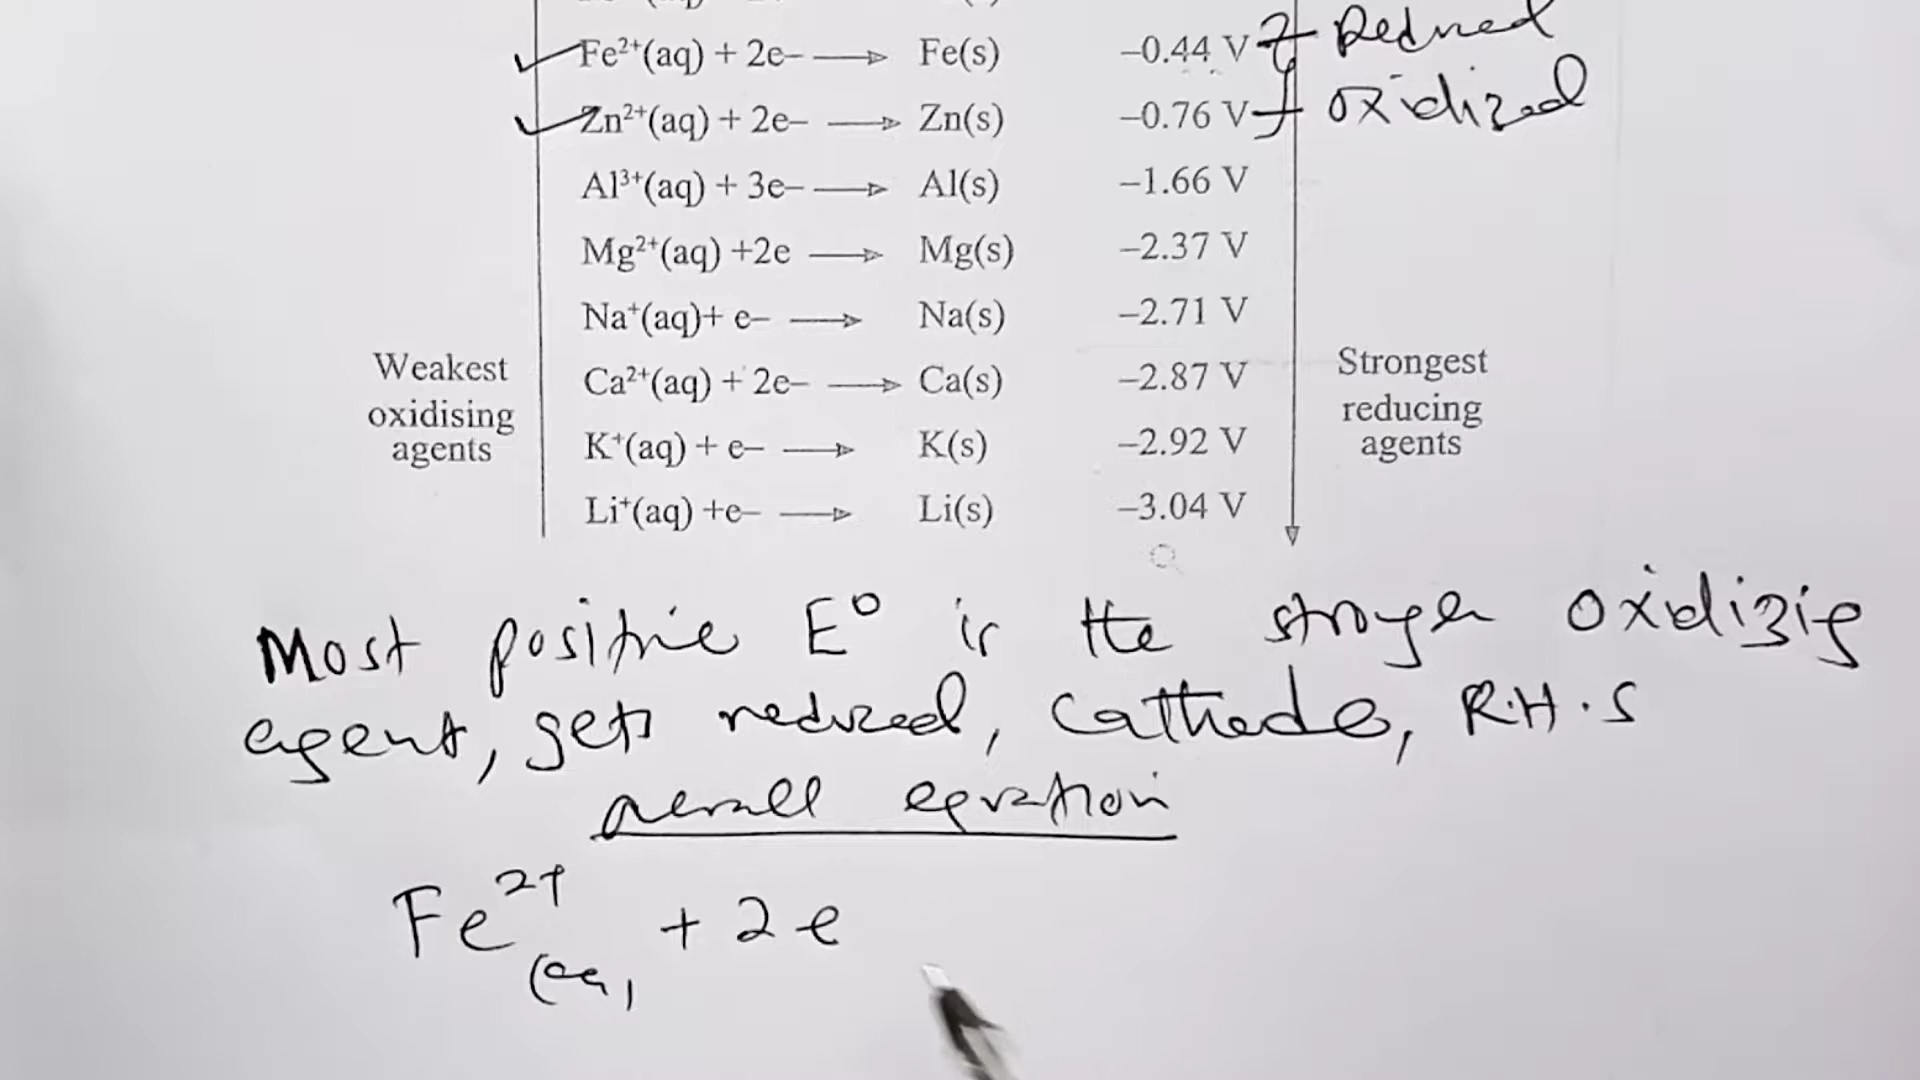 Fe²⁺(aq) + 2e– → Fe(s) –0.44 V Reduced
Zn²⁺(aq) + 2e– → Zn(s) –0.76 V oxidized
Al³⁺(aq) + 3e– → Al(s) –1.66 V
Mg²⁺(aq) +2e → Mg(s) –2.37 V
Na⁺(aq)+ e– → Na(s) –2.71 V
Ca²⁺(aq) + 2e– → Ca(s) –2.87 V
K⁺(aq) + e– → K(s) –2.92 V
Li⁺(aq) +e– → Li(s) –3.04 V
Weakest
oxidising
agents
Strongest
reducing
agents
Most positive E⁰ is the stronger oxidizing
agent, gets reduced, Cathode, R.H.S
overall equation
Fe²⁺(aq) + 2e